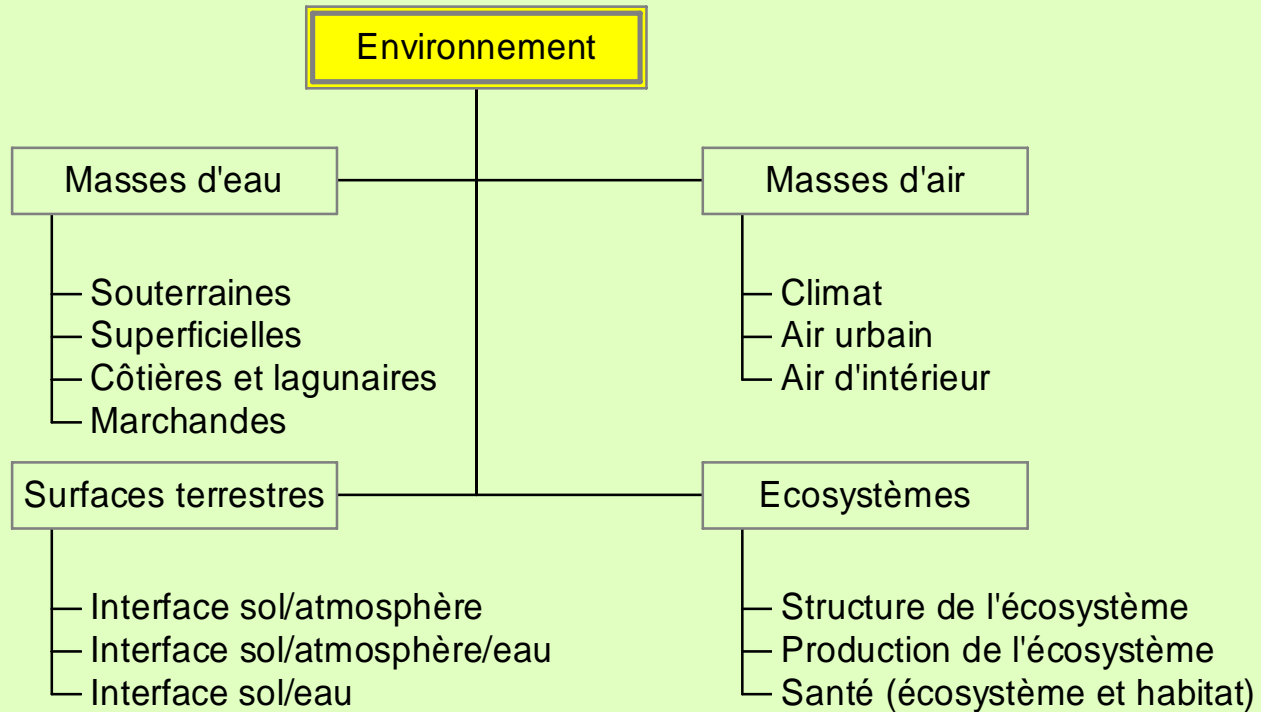 Environnement
Masses d'eau
Souterraines
Superficielles
Côtières et lagunaires
Marchandes
Masses d'air
Climat
Air urbain
Air d'intérieur
Surfaces terrestres
Interface sol/atmosphère
Interface sol/atmosphère/eau
Interface sol/eau
Ecosystèmes
Structure de l'écosystème
Production de l'écosystème
Santé (écosystème et habitat)